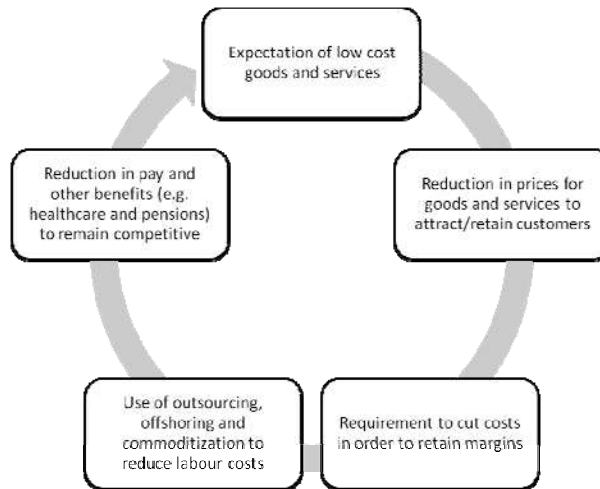 Expectation of low cost
goods and services
Reduction in prices for
goods and services to
attract/retain customers
Requirement to cut costs
in order to retain margins
Use of outsourcing,
offshoring and
commoditization to
reduce labour costs
Reduction in pay and
other benefits (e.g.
healthcare and pensions)
to remain competitive